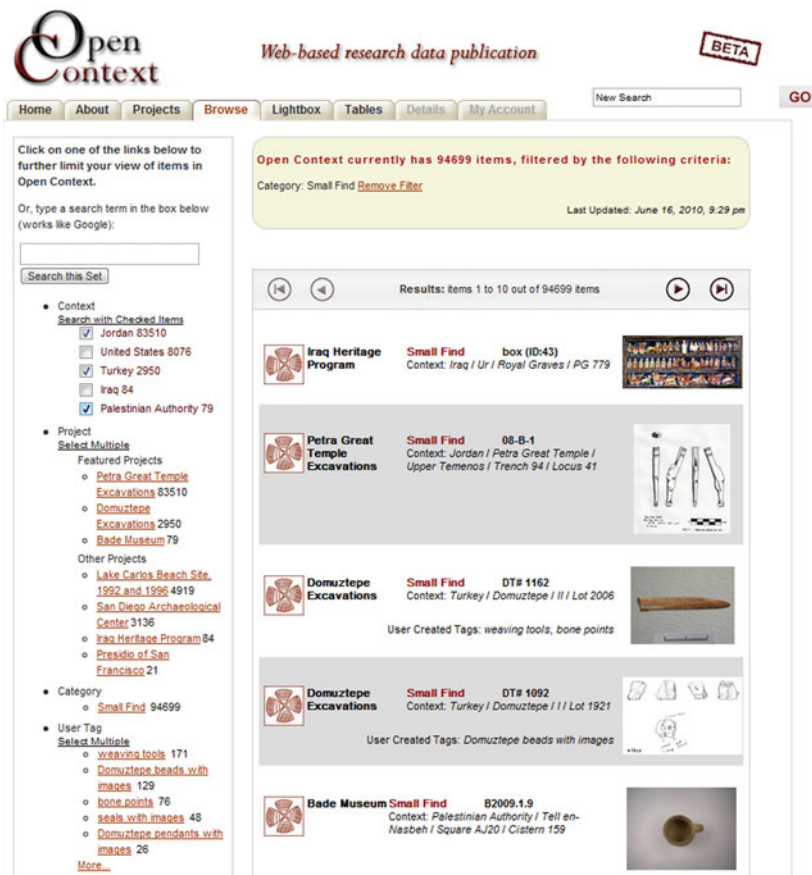 Open Context
Web-based research data publication
BETA
New Search
GO
Home About Projects Browse Lightbox Tables Details My Account
Click on one of the links below to
further limit your view of items in
Open Context.
Or, type a search term in the box below
(works like Google):
Search this Set
Context
Search with Checked Items
Jordan 83510
United States 8076
Turkey 2950
Iraq 84
Palestinian Authority 79
Project
Select Multiple
Featured Projects
Petra Great Temple
Excavations 83510
Domuztepe
Excavations 2950
Bade Museum 79
Other Projects
Lake Carlos Beach Site,
1992 and 1996 4919
San Diego Archaeological
Center 3136
Iraq Heritage Program 84
Presidio of San
Francisco 21
Category
Small Find 94699
User Tag
Select Multiple
weaving tools 171
Domuztepe beads with
images 129
bone points 76
seals with images 48
Domuztepe pendants with
images 26
More...
Open Context currently has 94699 items, filtered by the following criteria:
Category: Small Find Remove Filter
Last Updated: June 16, 2010, 9:29 pm
Results: items 1 to 10 out of 94699 items
Iraq Heritage
Program
Small Find box (ID:43)
Context: Iraq / Ur / Royal Graves / PG 779
Petra Great
Temple
Excavations
Small Find 08-B-1
Context: Jordan / Petra Great Temple /
Upper Temenos / Trench 94 / Locus 41
Domuztepe
Excavations
Small Find DT# 1162
Context: Turkey / Domuztepe / II / Lot 2006
User Created Tags: weaving tools, bone points
Domuztepe
Excavations
Small Find DT# 1092
Context: Turkey / Domuztepe / I / Lot 1921
User Created Tags: Domuztepe beads with images
Bade Museum
Small Find B2009.1.9
Context: Palestinian Authority / Tell en-
Nasbeh / Square AJ20 / Cistern 159